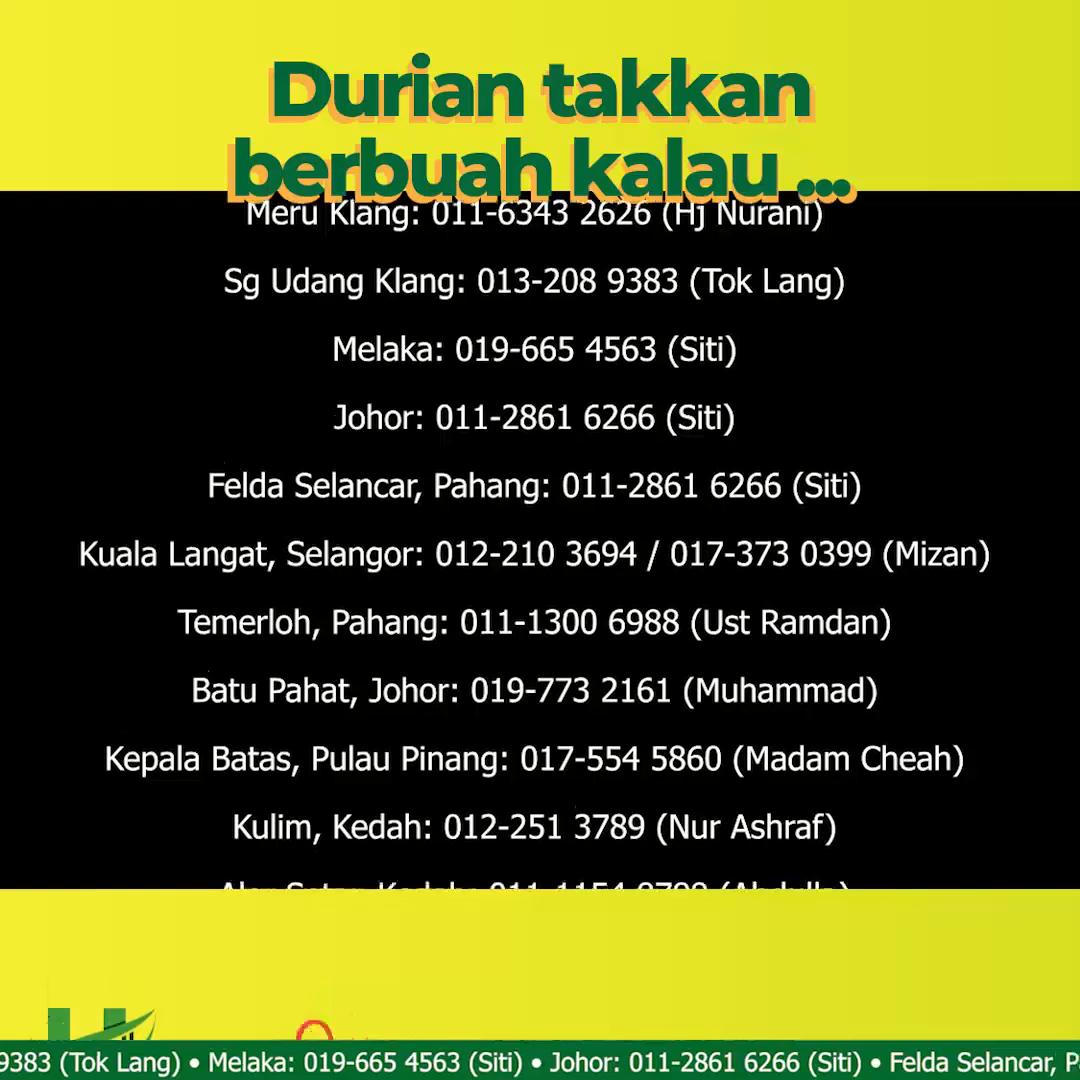 Durian takkan
berbuah kalau ...
Meru Klang: 011-6343 2626 (Hj Nurani)
Sg Udang Klang: 013-208 9383 (Tok Lang)
Melaka: 019-665 4563 (Siti)
Johor: 011-2861 6266 (Siti)
Felda Selancar, Pahang: 011-2861 6266 (Siti)
Kuala Langat, Selangor: 012-210 3694 / 017-373 0399 (Mizan)
Temerloh, Pahang: 011-1300 6988 (Ust Ramdan)
Batu Pahat, Johor: 019-773 2161 (Muhammad)
Kepala Batas, Pulau Pinang: 017-554 5860 (Madam Cheah)
Kulim, Kedah: 012-251 3789 (Nur Ashraf)
9383 (Tok Lang) • Melaka: 019-665 4563 (Siti) • Johor: 011-2861 6266 (Siti) • Felda Selancar,